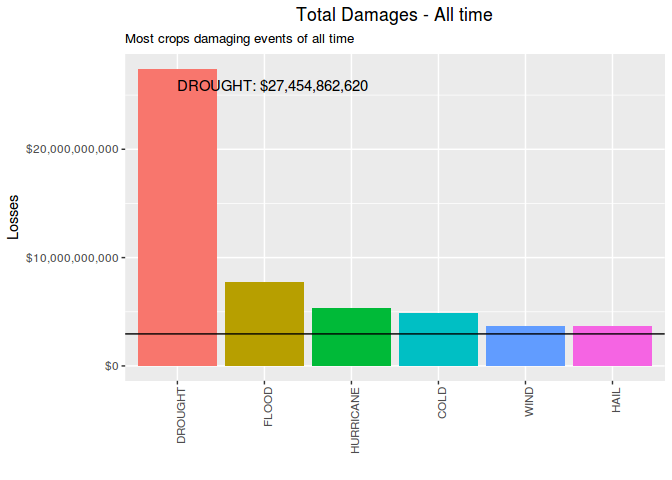 Total Damages - All time
Most crops damaging events of all time
DROUGHT: $27,454,862,620
Losses
$20,000,000,000
$10,000,000,000
$0
DROUGHT
FLOOD
HURRICANE
COLD
WIND
HAIL